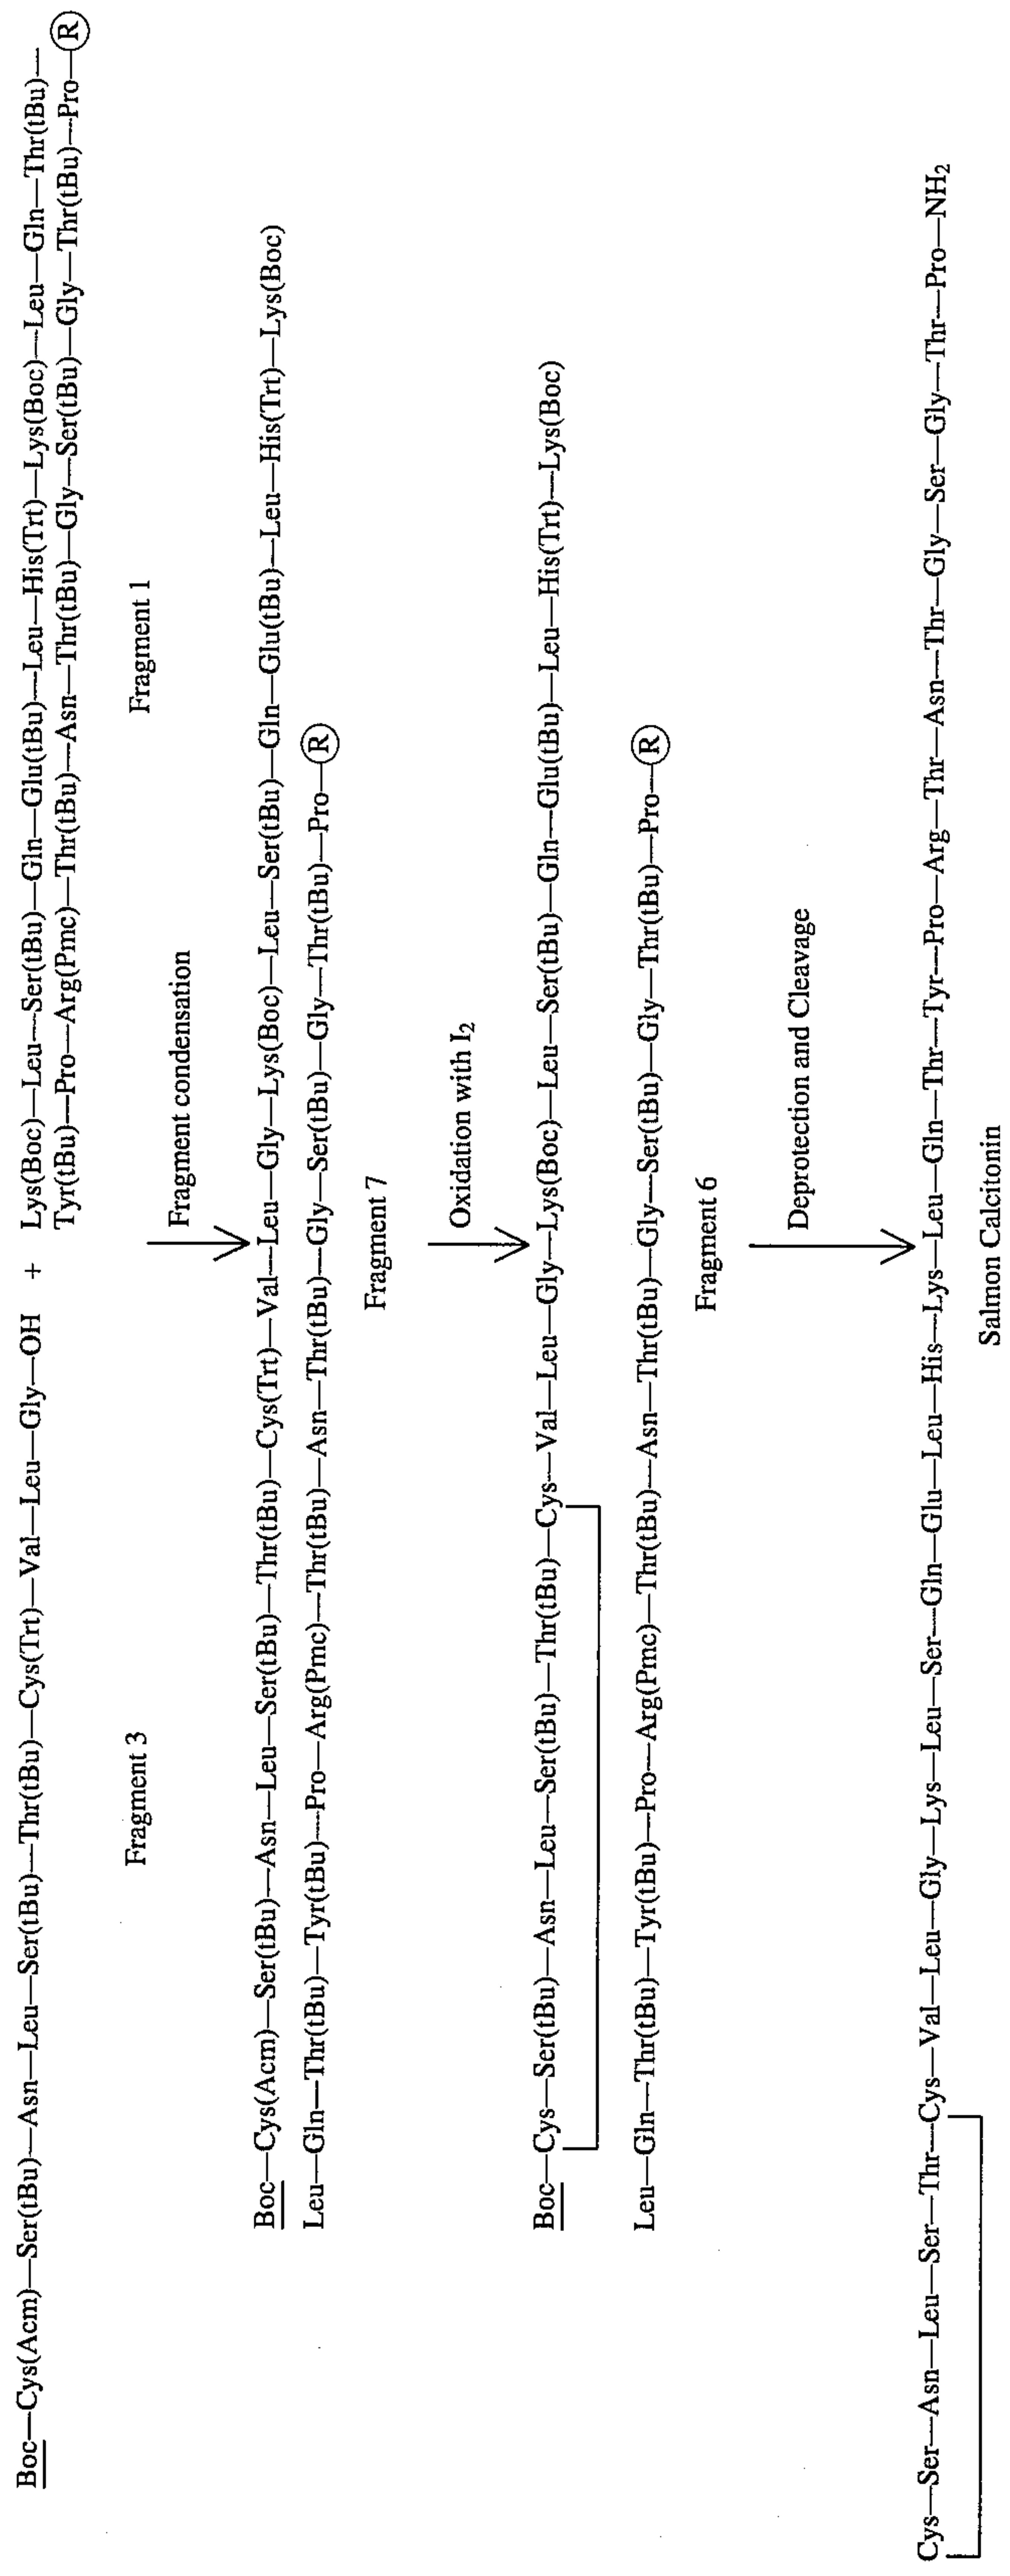 Boc—Cys(Acm)—Ser(tBu)—Asn—Leu—Ser(tBu)—Thr(tBu)—Cys(Trt)—Val—Leu—Gly—OH + Lys(Boc)—Leu—Ser(tBu)—Gln—Glu(tBu)—Leu—His(Trt)—Lys(Boc)—Leu—Gln—Thr(tBu)—
Tyr(tBu)—Pro—Arg(Pmc)—Thr(tBu)—Asn—Thr(tBu)—Gly—Ser(tBu)—Gly—Thr(tBu)—Pro—R
Fragment 3
Fragment 1
Fragment condensation
Boc—Cys(Acm)—Ser(tBu)—Asn—Leu—Ser(tBu)—Thr(tBu)—Cys(Trt)—Val—Leu—Gly—Lys(Boc)—Leu—Ser(tBu)—Gln—Glu(tBu)—Leu—His(Trt)—Lys(Boc)
Leu—Gln—Thr(tBu)—Tyr(tBu)—Pro—Arg(Pmc)—Thr(tBu)—Asn—Thr(tBu)—Gly—Ser(tBu)—Gly—Thr(tBu)—Pro—R
Fragment 7
Oxidation with I2
Boc—Cys—Ser(tBu)—Asn—Leu—Ser(tBu)—Thr(tBu)—Cys—Val—Leu—Gly—Lys(Boc)—Leu—Ser(tBu)—Gln—Glu(tBu)—Leu—His(Trt)—Lys(Boc)
Leu—Gln—Thr(tBu)—Tyr(tBu)—Pro—Arg(Pmc)—Thr(tBu)—Asn—Thr(tBu)—Gly—Ser(tBu)—Gly—Thr(tBu)—Pro—R
Fragment 6
Deprotection and Cleavage
Cys—Ser—Asn—Leu—Ser—Thr—Cys—Val—Leu—Gly—Lys—Leu—Ser—Gln—Glu—Leu—His—Lys—Leu—Gln—Thr—Tyr—Pro—Arg—Thr—Asn—Thr—Gly—Ser—Gly—Thr—Pro—NH2
Salmon Calcitonin